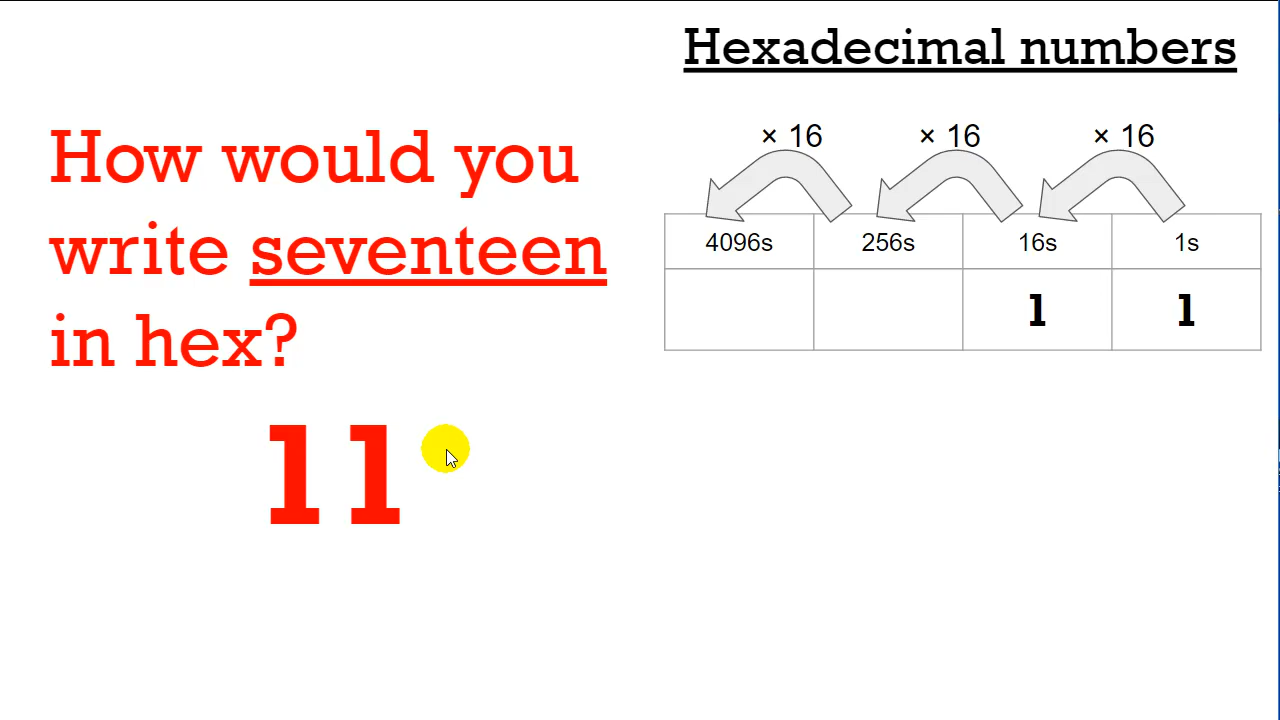 Hexadecimal numbers
How would you
write seventeen
in hex?
11
× 16 × 16 × 16
4096s 256s 16s 1s
1 1